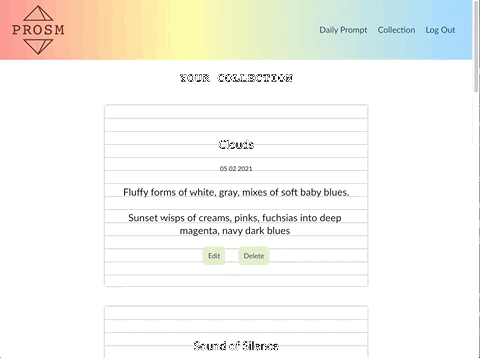 PROSM
Daily Prompt Collection Log Out
YOUR COLLECTION
Clouds
05 02 2021
Fluffy forms of white, gray, mixes of soft baby blues.
Sunset wisps of creams, pinks, fuchsias into deep
magenta, navy dark blues
Edit Delete
Sound of Silence